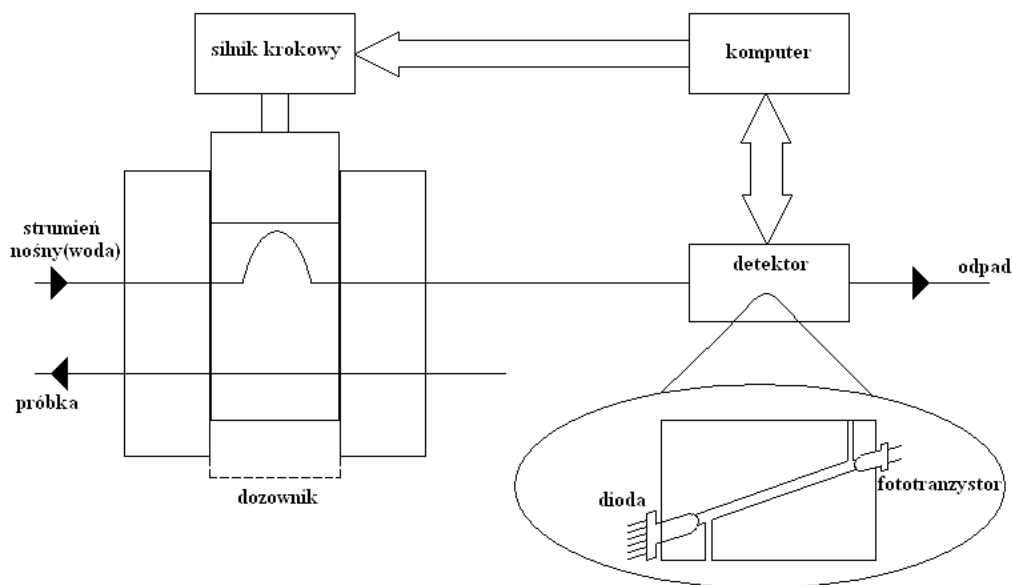 silnik krokowy
komputer
strumień
nośny(woda)
detektor
odpad
próbka
dozownik
dioda
fototranzystor